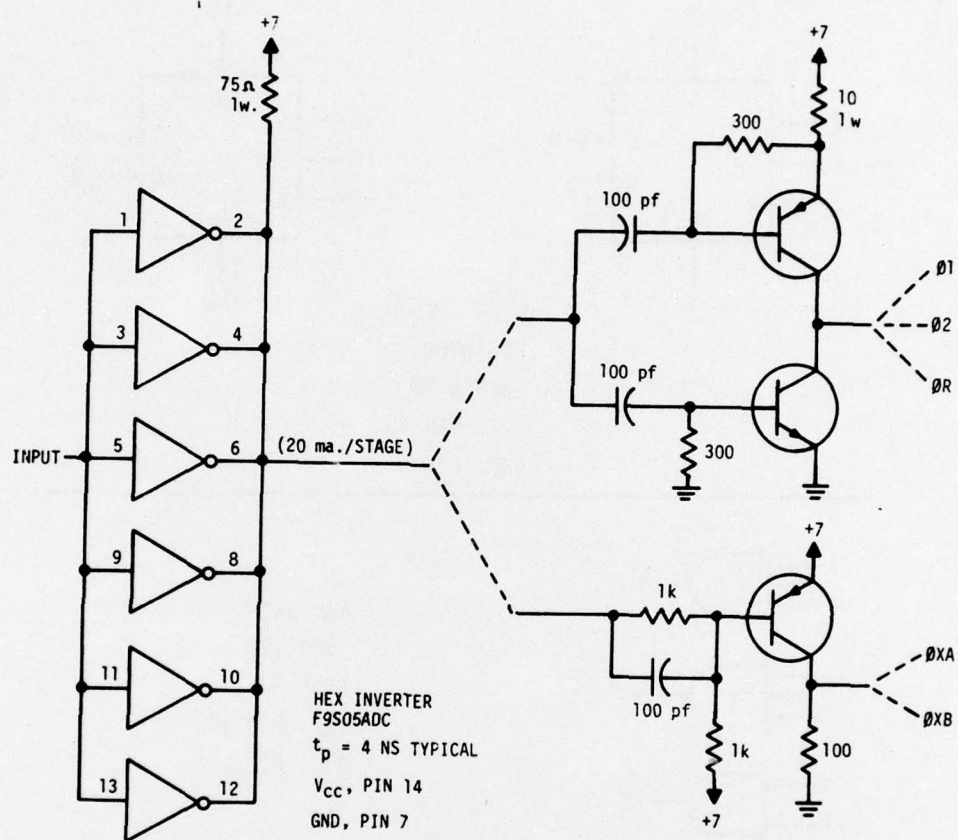 +7
75Ω
1w.
1
2
3
4
INPUT
5
6
(20 ma./STAGE)
9
8
11
10
13
12
HEX INVERTER
F9S05ADC
tp = 4 NS TYPICAL
VCC, PIN 14
GND, PIN 7
+7
10
1w
300
100 pf
100 pf
300
Ø1
Ø2
ØR
+7
1k
100 pf
1k
+7
100
ØXA
ØXB